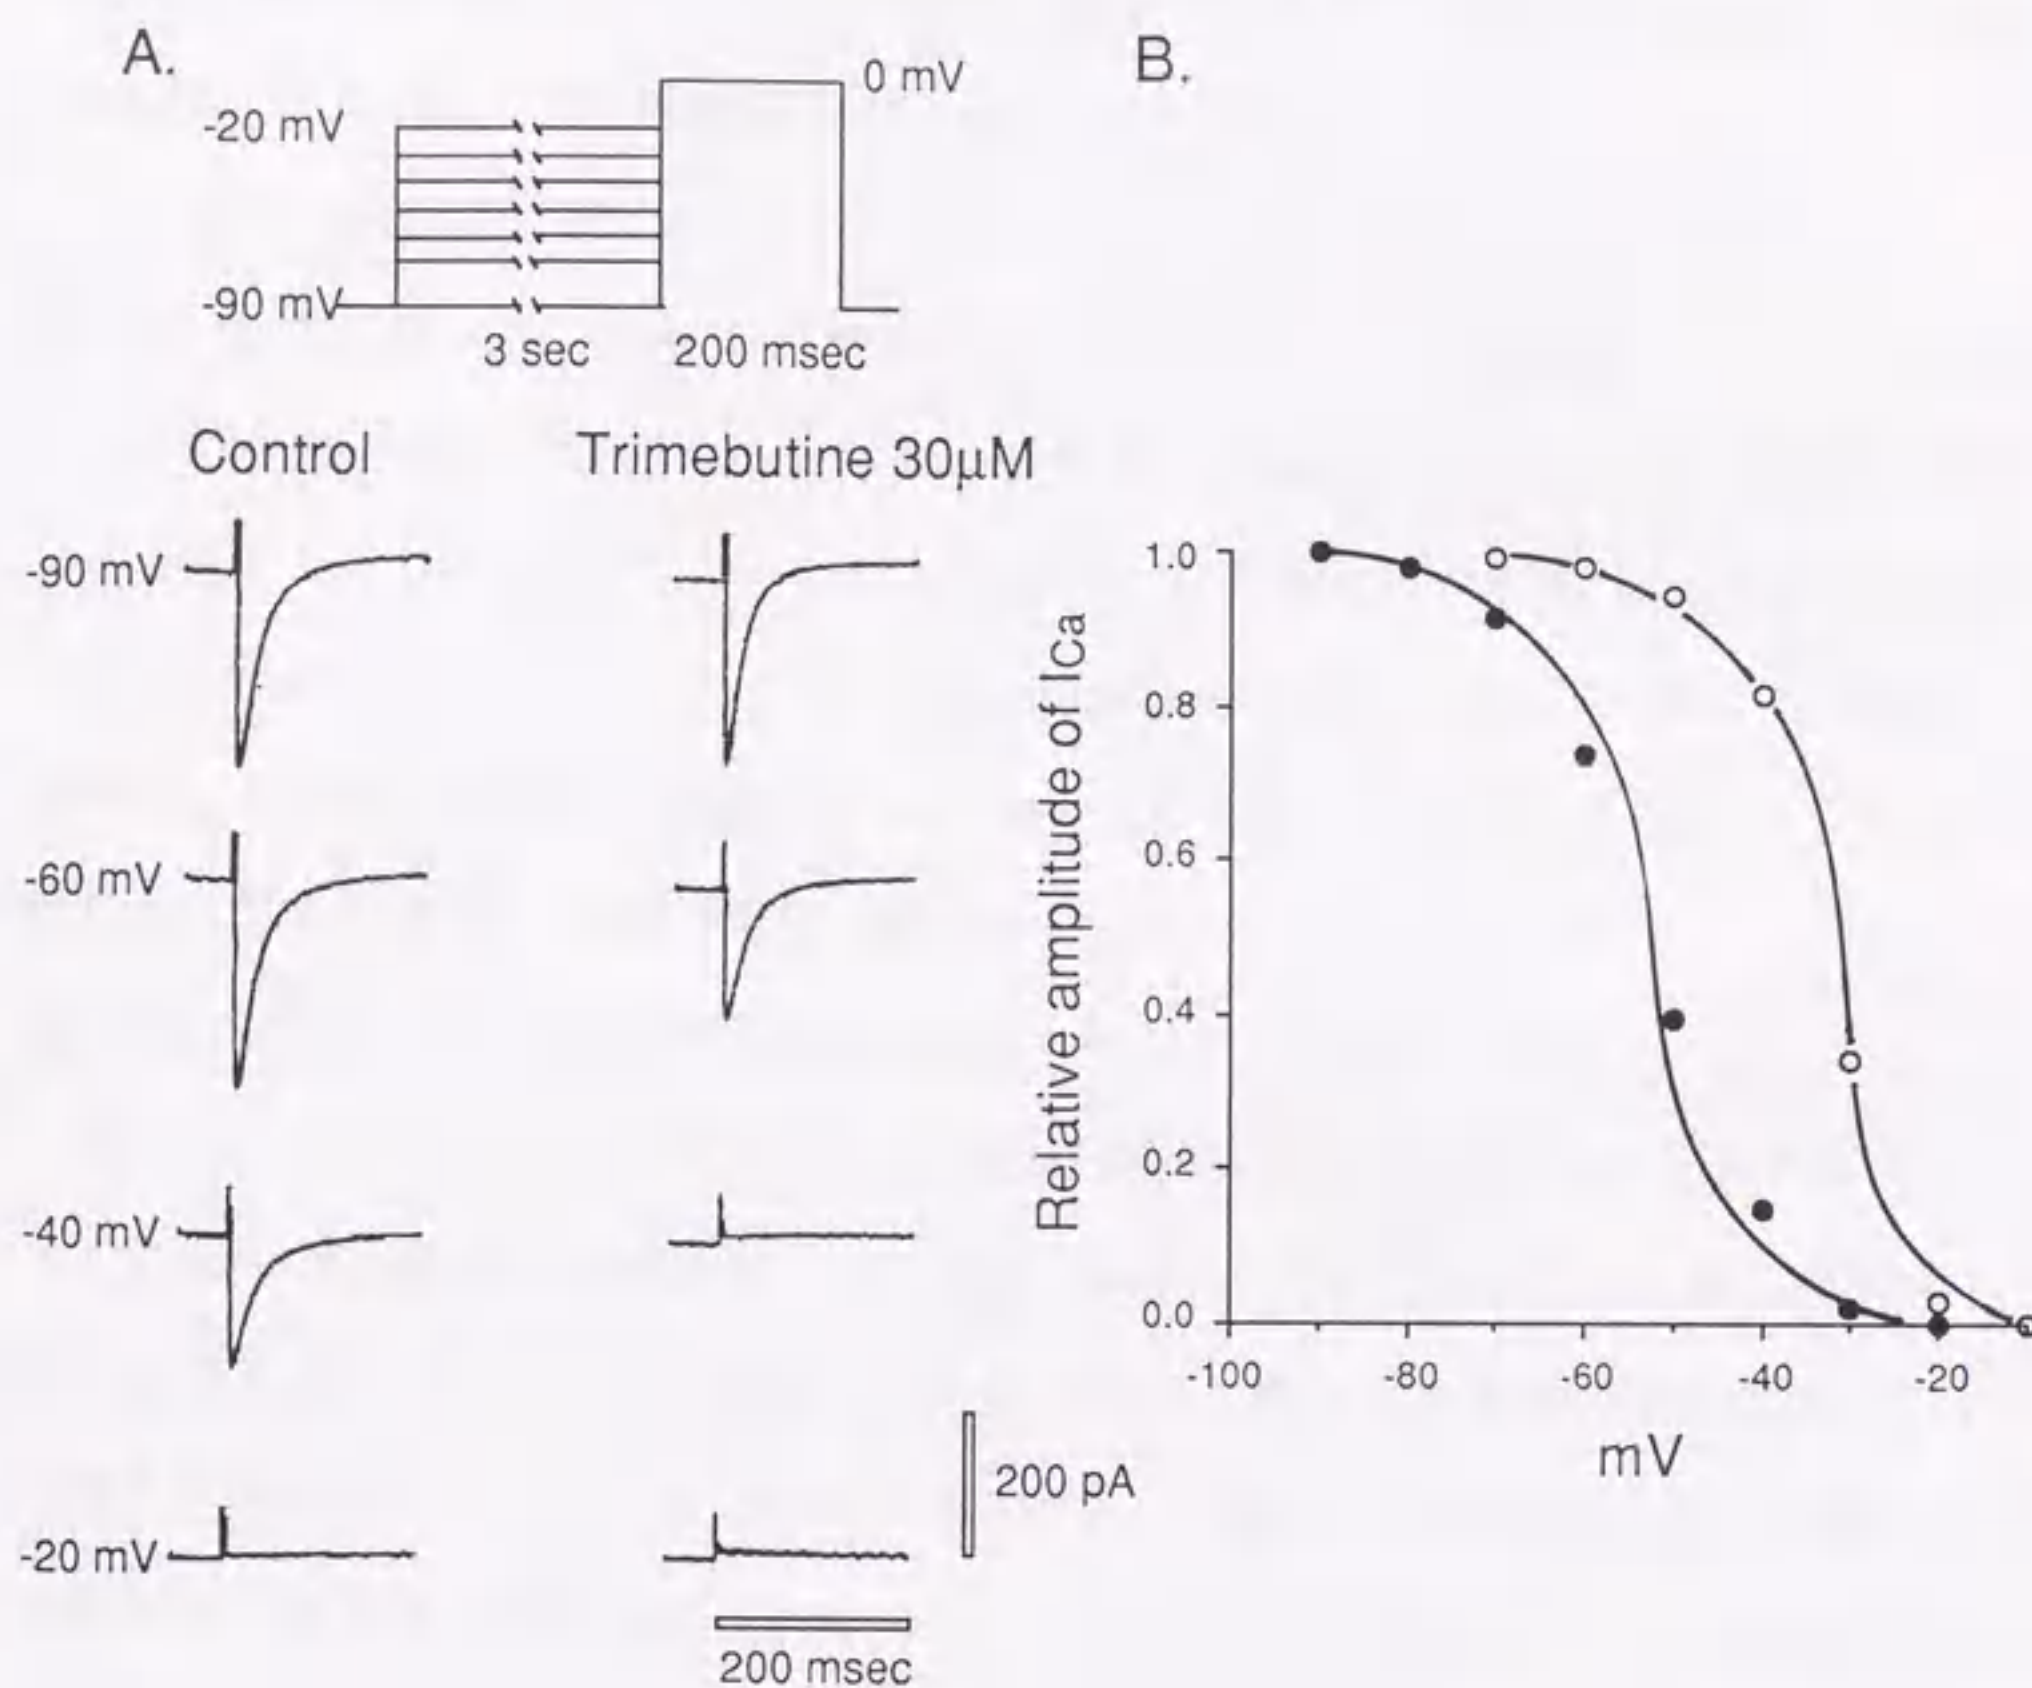 A.
0 mV
-20 mV
-90 mV
3 sec
200 msec
Control
Trimebutine 30µM
-90 mV
-60 mV
-40 mV
-20 mV
200 pA
200 msec
B.
Relative amplitude of Ica
1.0
0.8
0.6
0.4
0.2
0.0
-100
-80
-60
-40
-20
mV